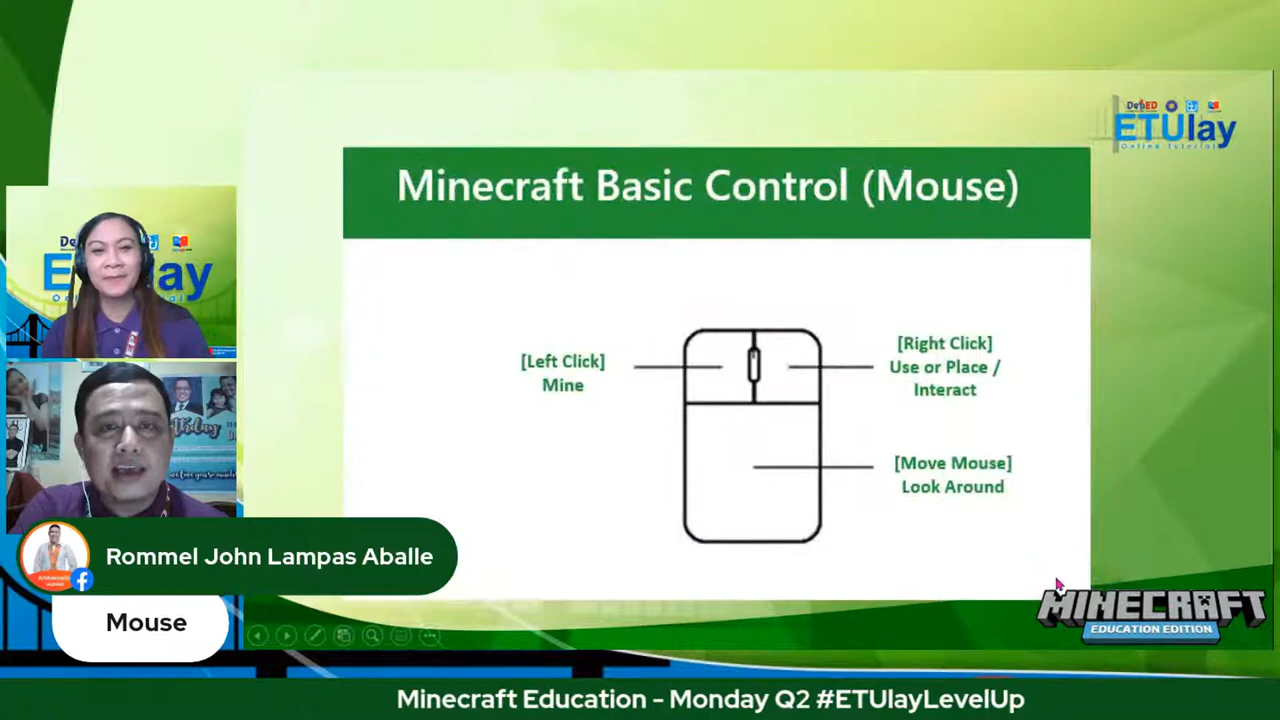 DepED
ETUlay
Online Tutorial
Minecraft Basic Control (Mouse)
[Left Click]
Mine
[Right Click]
Use or Place /
Interact
[Move Mouse]
Look Around
Rommel John Lampas Aballe
Mouse
MINECRAFT
EDUCATION EDITION
Minecraft Education - Monday Q2 #ETUlayLevelUp